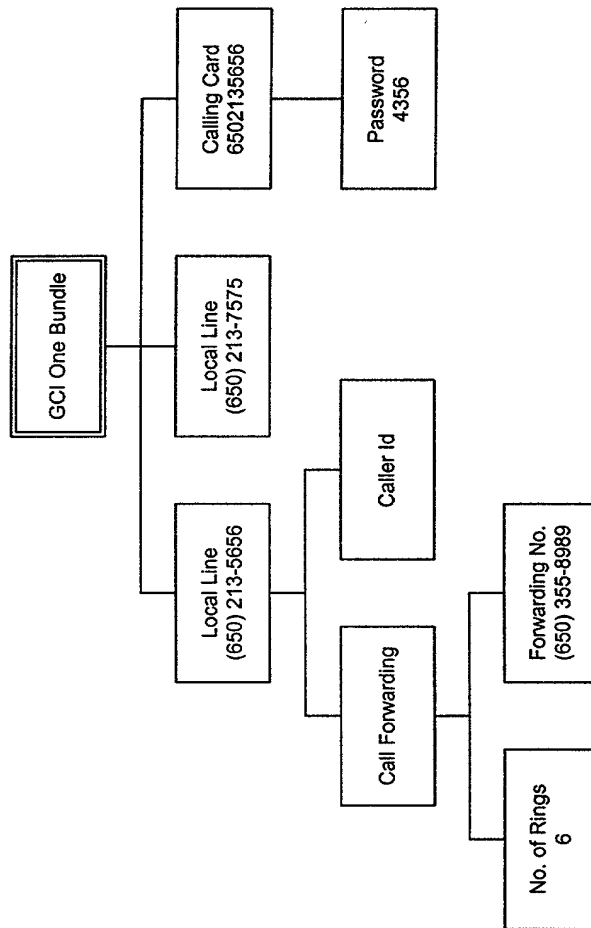 GCI One Bundle
Local Line
(650) 213-5656
Local Line
(650) 213-7575
Calling Card
6502135656
Call Forwarding
Caller Id
Password
4356
No. of Rings
6
Forwarding No.
(650) 355-8989